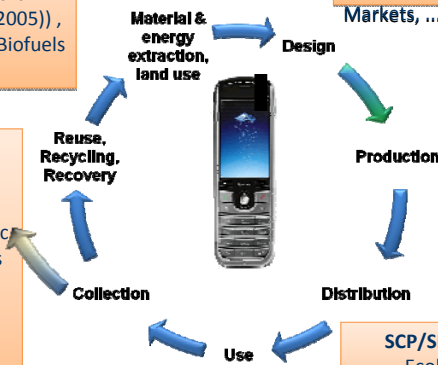 2005)) ,
Biofuels
Markets, ...
Material &
energy
extraction,
land use
Design
Reuse,
Recycling,
Recovery
Production
Collection
Distribution
Use
SCP/S